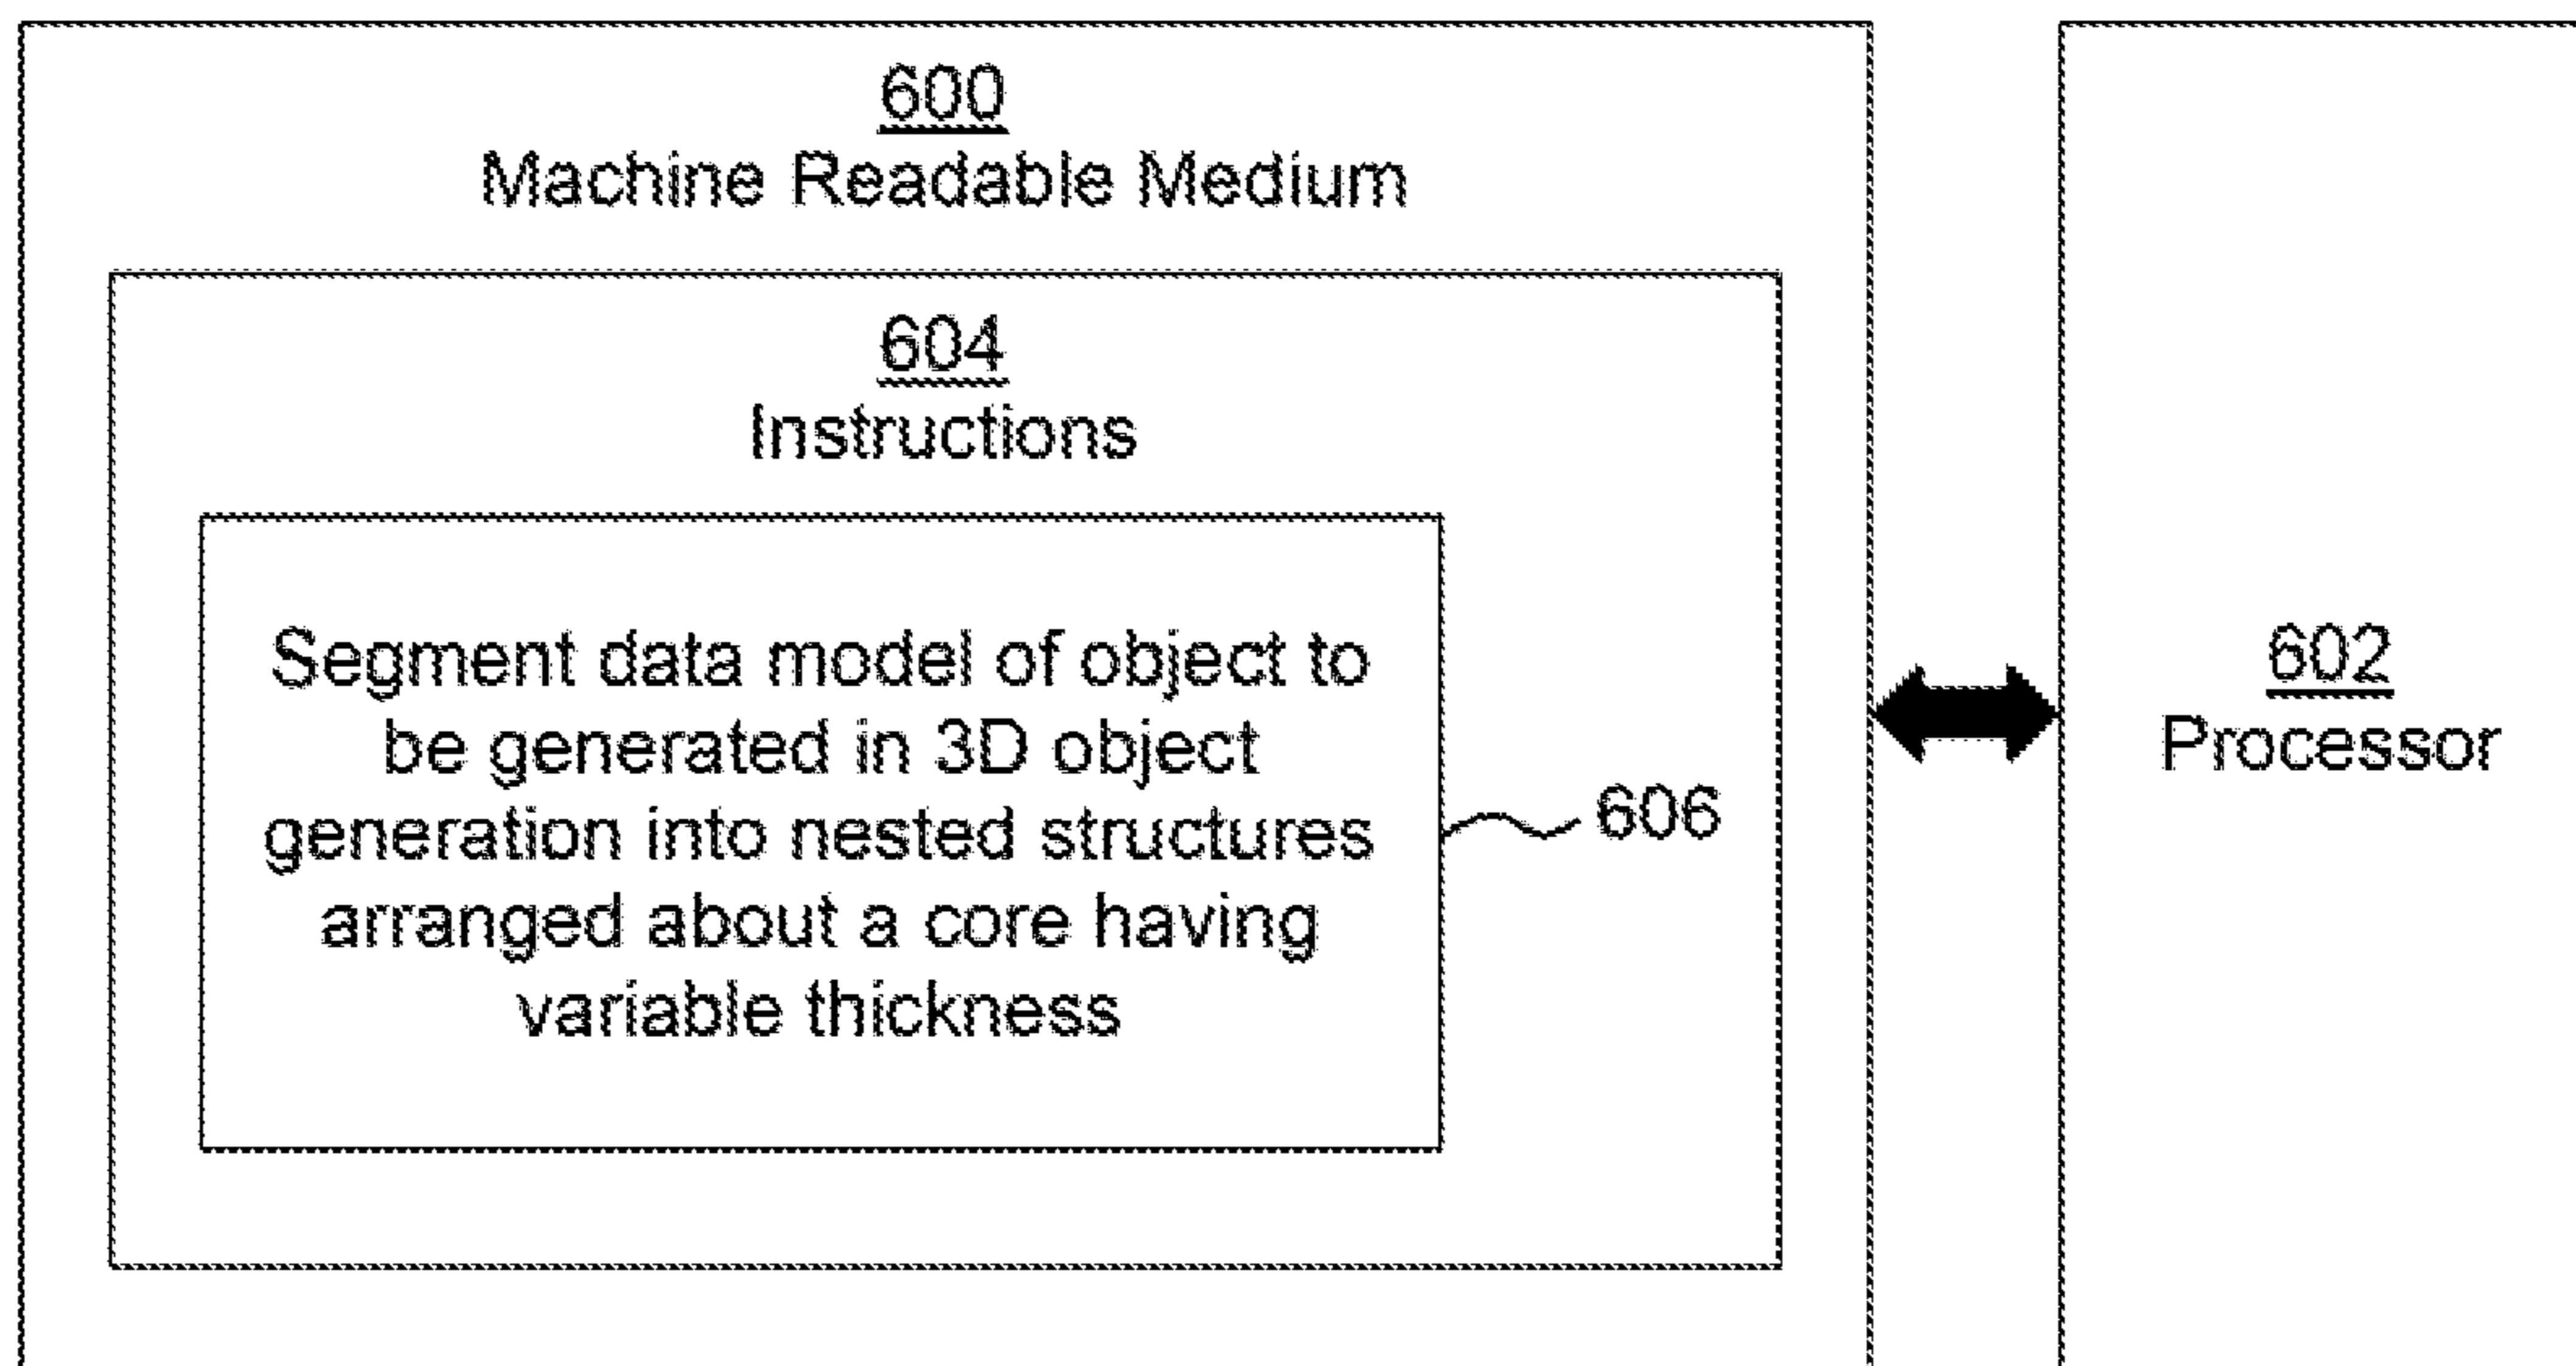 600
Machine Readable Medium
604
Instructions
Segment data model of object to
be generated in 3D object
generation into nested structures
arranged about a core having
variable thickness
606
602
Processor